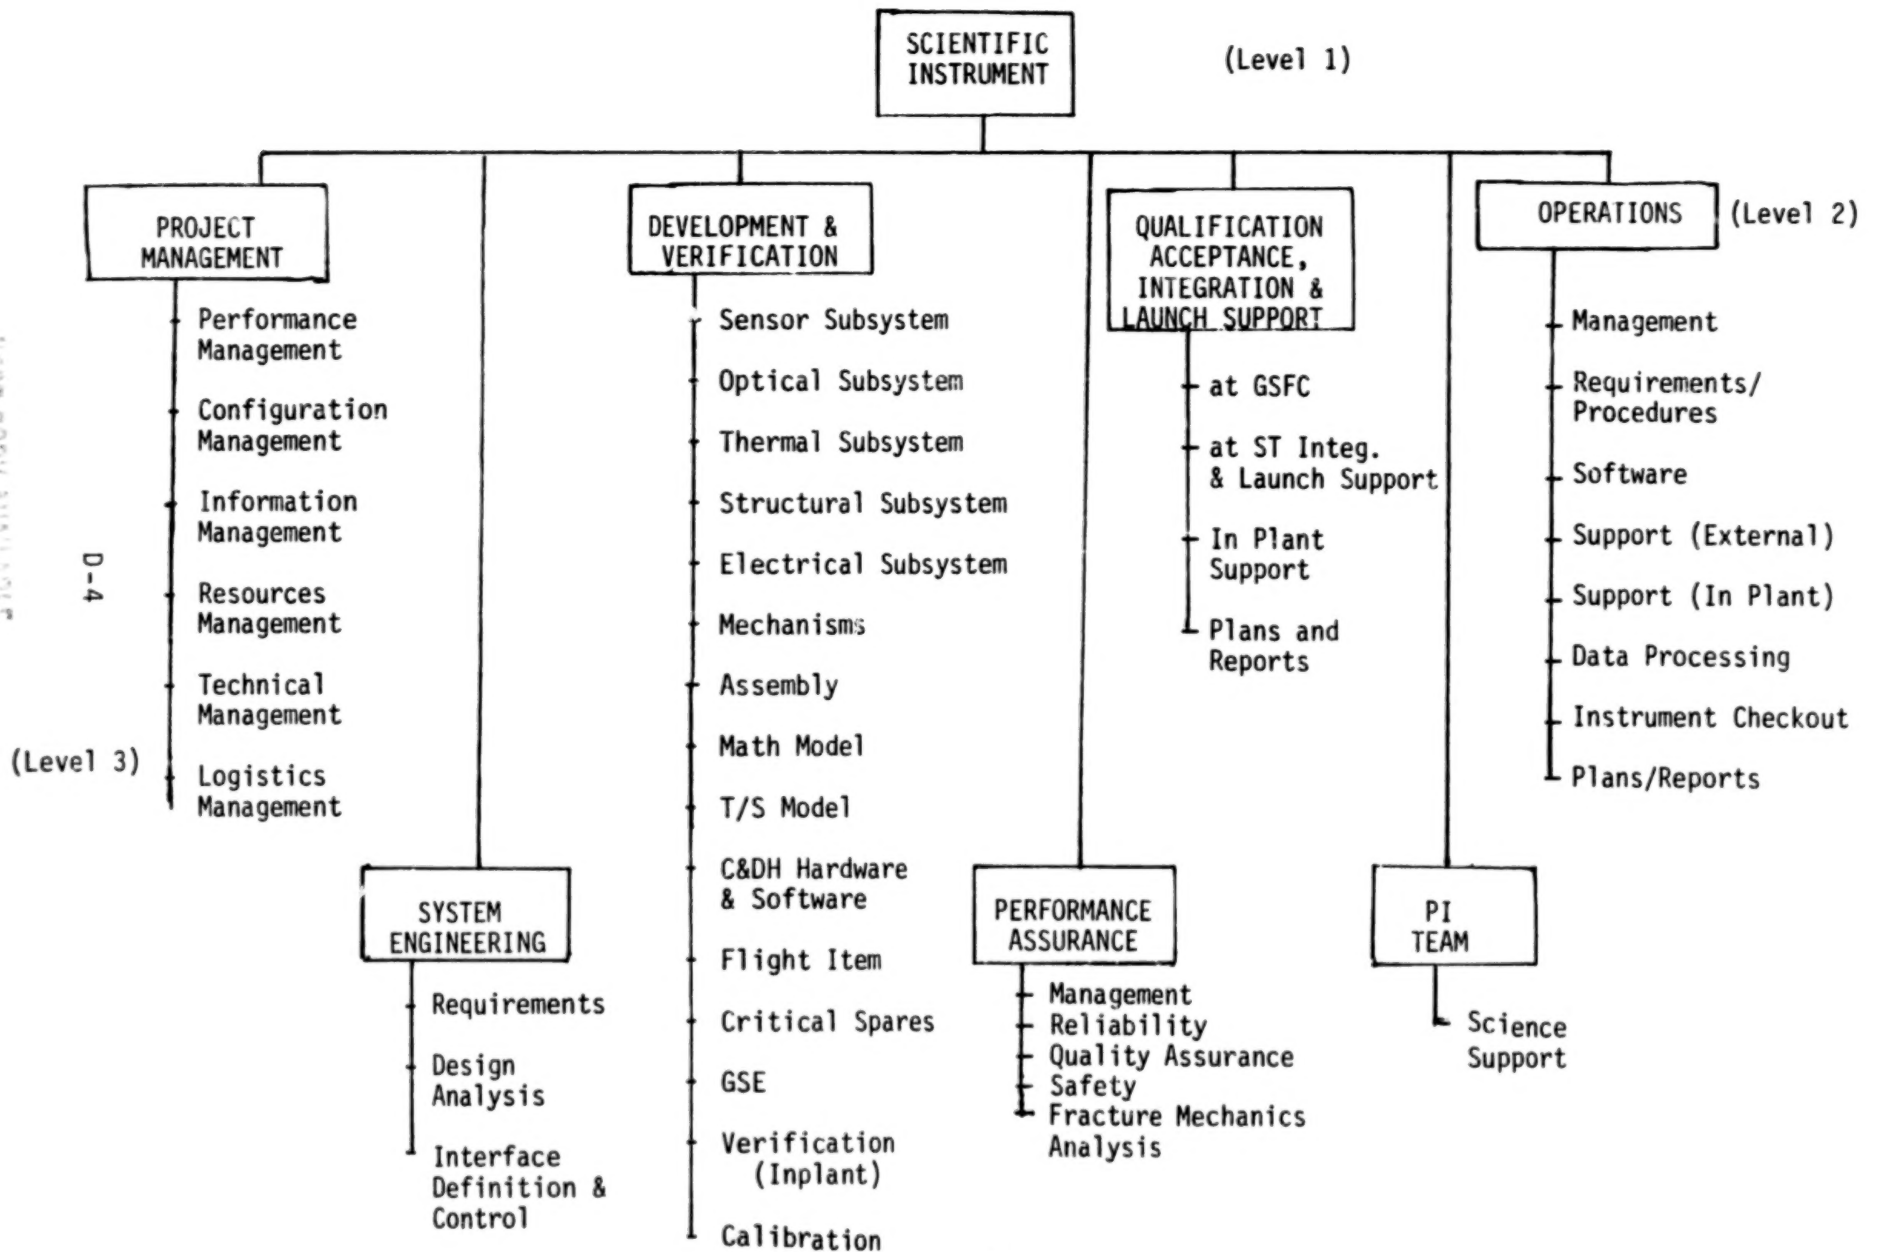 SCIENTIFIC
INSTRUMENT
(Level 1)
PROJECT
MANAGEMENT
Performance
Management
Configuration
Management
Information
Management
Resources
Management
Technical
Management
(Level 3)
Logistics
Management
D-4
SYSTEM
ENGINEERING
Requirements
Design
Analysis
Interface
Definition &
Control
DEVELOPMENT &
VERIFICATION
Sensor Subsystem
Optical Subsystem
Thermal Subsystem
Structural Subsystem
Electrical Subsystem
Mechanisms
Assembly
Math Model
T/S Model
C&DH Hardware
& Software
Flight Item
Critical Spares
GSE
Verification
(Inplant)
Calibration
PERFORMANCE
ASSURANCE
Management
Reliability
Quality Assurance
Safety
Fracture Mechanics
Analysis
QUALIFICATION
ACCEPTANCE,
INTEGRATION &
LAUNCH SUPPORT
at GSFC
at ST Integ.
& Launch Support
In Plant
Support
Plans and
Reports
PI
TEAM
Science
Support
OPERATIONS
(Level 2)
Management
Requirements/
Procedures
Software
Support (External)
Support (In Plant)
Data Processing
Instrument Checkout
Plans/Reports